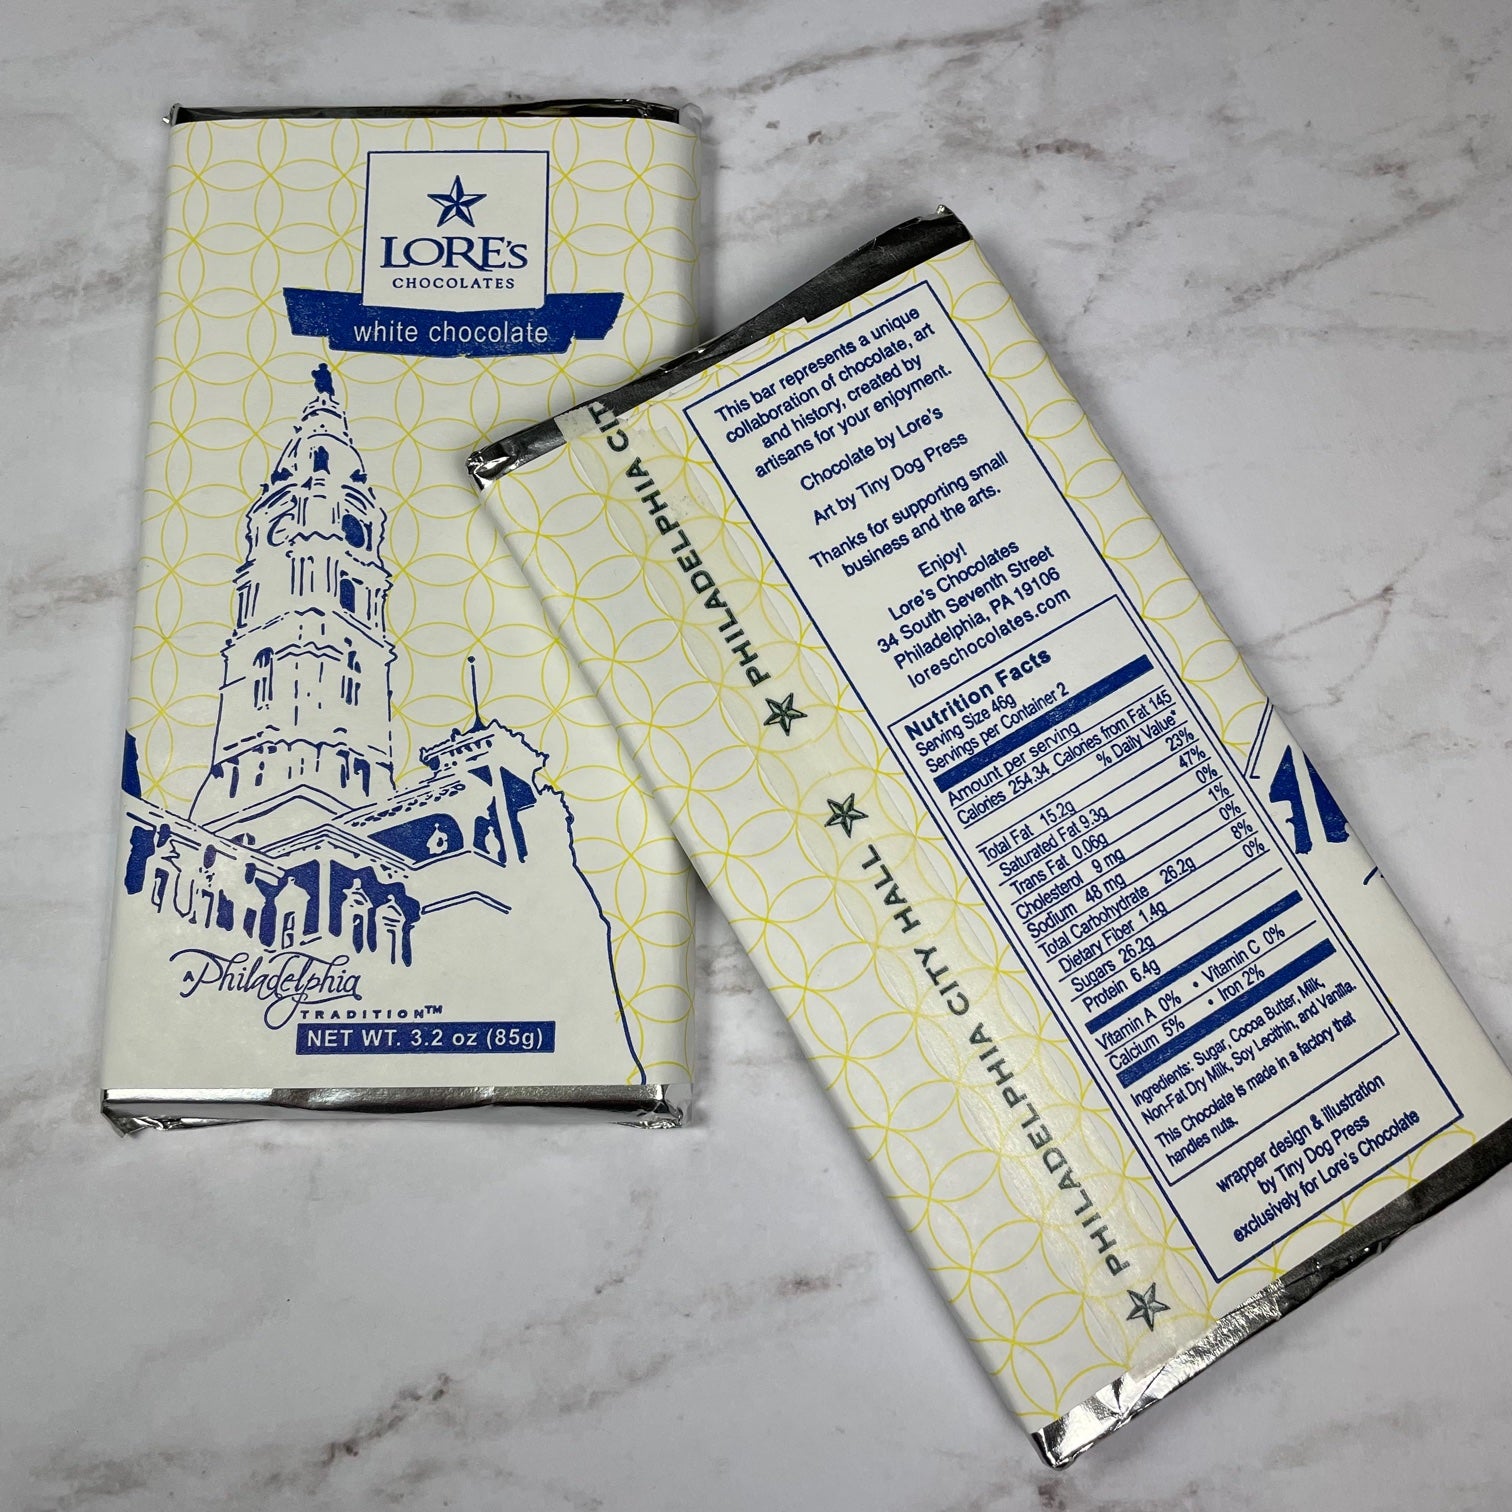 LORE's
CHOCOLATES
white chocolate
A Philadelphia
TRADITION™
NET WT. 3.2 oz (85g)
PHILADELPHIA CIT
PHILADELPHIA CITY HALL
This bar represents a unique
collaboration of chocolate, art
and history, created by
artisans for your enjoyment.
Chocolate by Lore's
Art by Tiny Dog Press
Thanks for supporting small
business and the arts.
Enjoy!
Lore's Chocolates
34 South Seventh Street
Philadelphia, PA 19106
loreschocolates.com
Nutrition Facts
Serving Size 46g
Servings per Container 2
Amount per serving
Calories 254.34 Calories from Fat 145
% Daily Value*
Total Fat 15.2g 23%
Saturated Fat 9.3g 47%
Trans Fat 0.06g 0%
Cholesterol 9 mg 1%
Sodium 48 mg 0%
Total Carbohydrate 26.2g 8%
Dietary Fiber 1.4g 0%
Sugars 26.2g
Protein 6.4g
Vitamin A 0% • Vitamin C 0%
Calcium 5% • Iron 2%
Ingredients: Sugar, Cocoa Butter, Milk,
Non-Fat Dry Milk, Soy Lecithin, and Vanilla.
This Chocolate is made in a factory that
handles nuts.
wrapper design & illustration
by Tiny Dog Press
exclusively for Lore's Chocolate